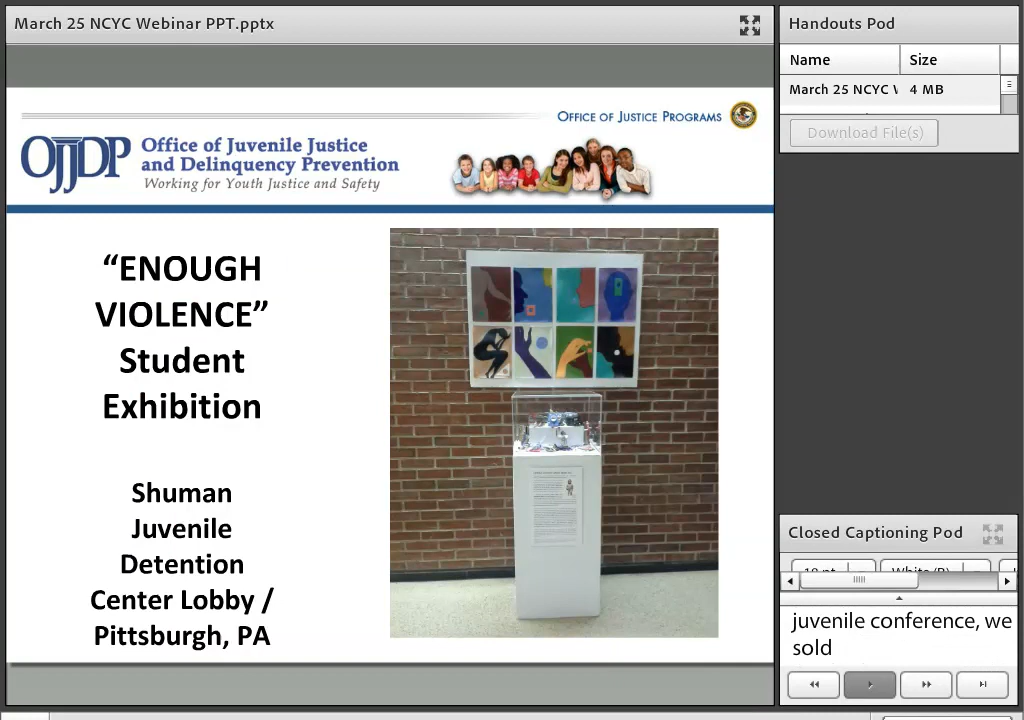 March 25 NCYC Webinar PPT.pptx
OFFICE OF JUSTICE PROGRAMS
OJJDP
Office of Juvenile Justice
and Delinquency Prevention
Working for Youth Justice and Safety
“ENOUGH
VIOLENCE”
Student
Exhibition
Shuman
Juvenile
Detention
Center Lobby /
Pittsburgh, PA
Handouts Pod
Name Size
March 25 NCYC 4 MB
Download File(s)
Closed Captioning Pod
juvenile conference, we
sold